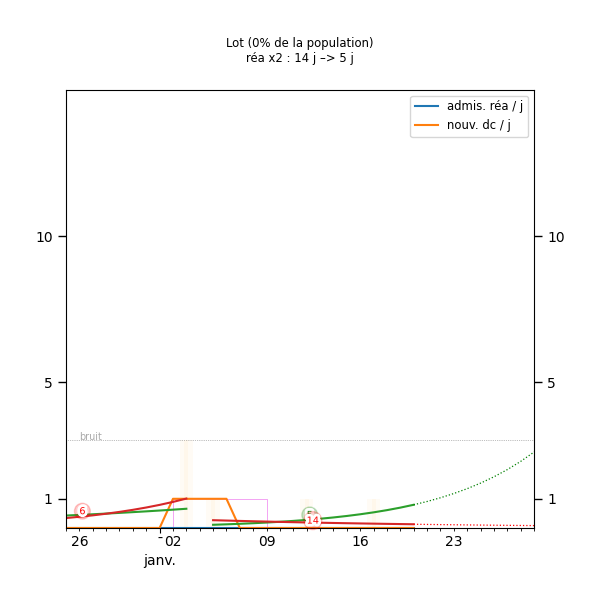 Lot (0% de la population)
réa x2 : 14 j –> 5 j
admis. réa / j
nouv. dc / j
10 10
5 5
bruit
1 1
6
14
26 02 09 16 23
janv.